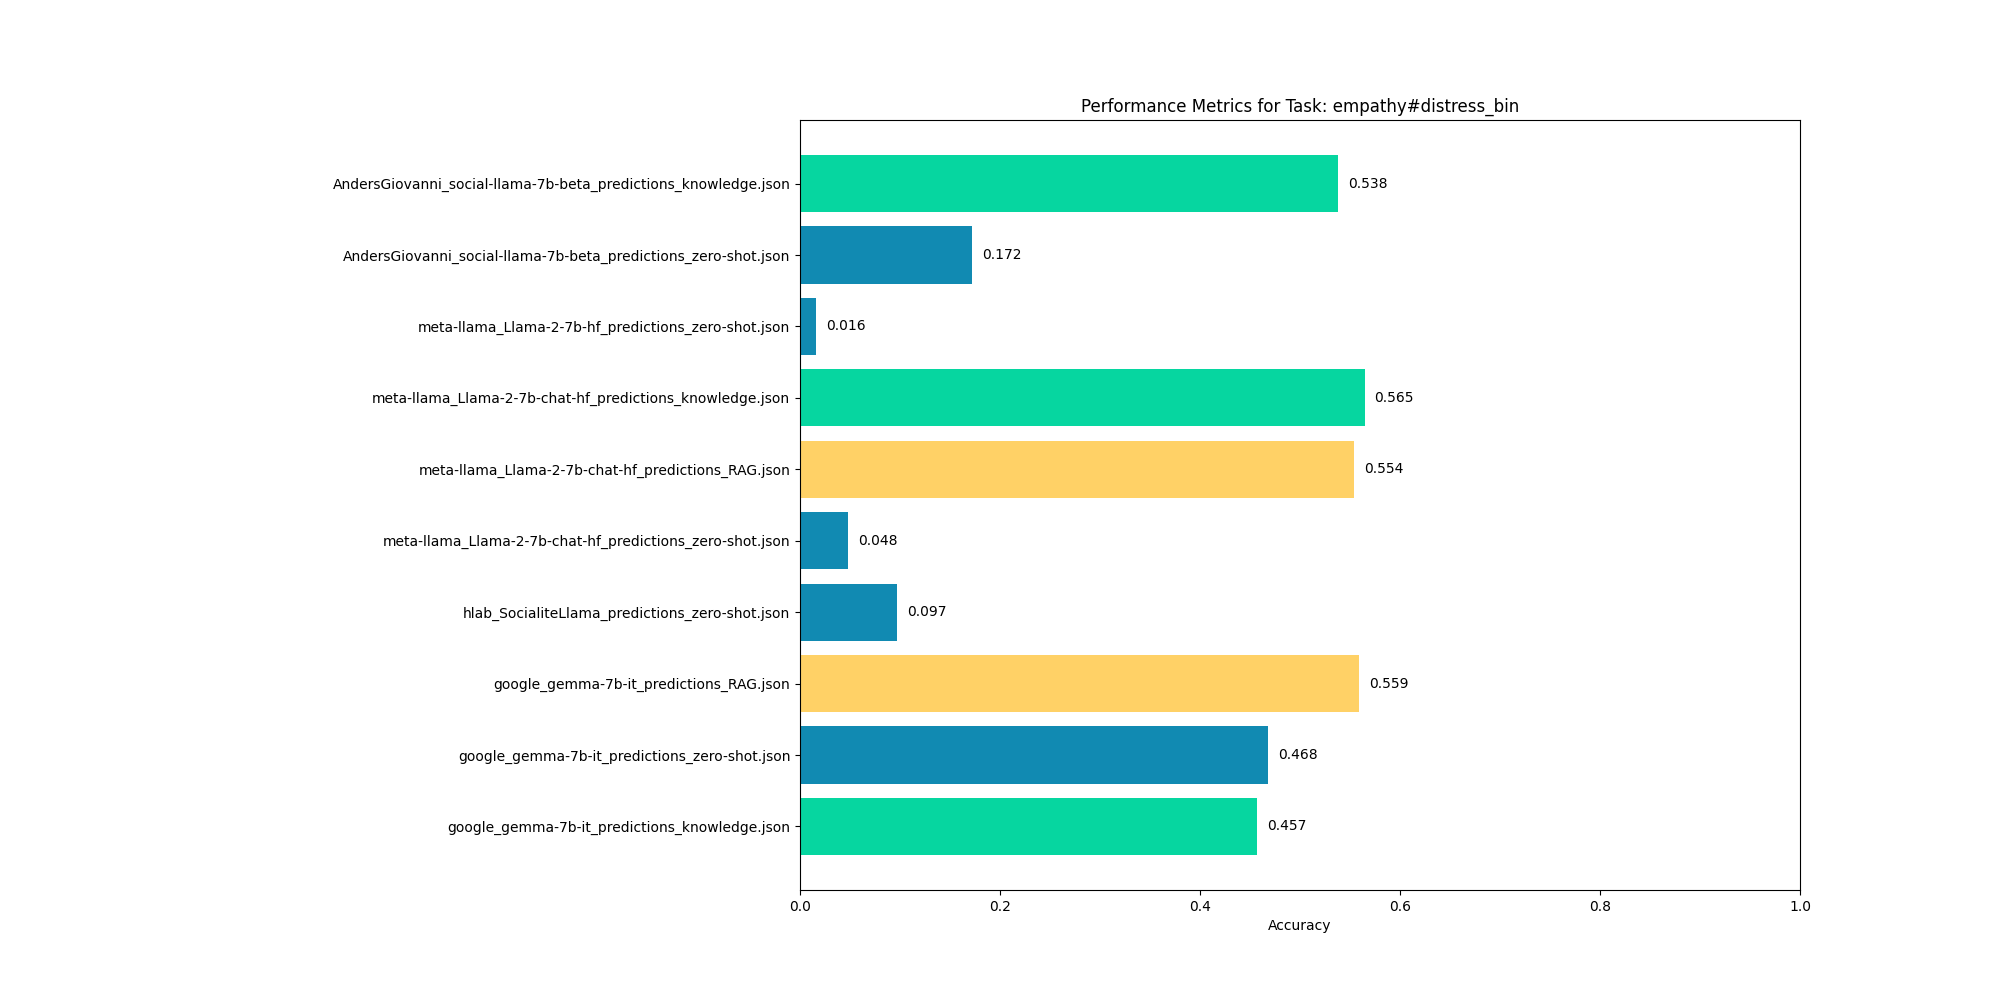 Performance Metrics for Task: empathy#distress_bin
AndersGiovanni_social-llama-7b-beta_predictions_knowledge.json
0.538
AndersGiovanni_social-llama-7b-beta_predictions_zero-shot.json
0.172
meta-llama_Llama-2-7b-hf_predictions_zero-shot.json
0.016
meta-llama_Llama-2-7b-chat-hf_predictions_knowledge.json
0.565
meta-llama_Llama-2-7b-chat-hf_predictions_RAG.json
0.554
meta-llama_Llama-2-7b-chat-hf_predictions_zero-shot.json
0.048
hlab_SocialiteLlama_predictions_zero-shot.json
0.097
google_gemma-7b-it_predictions_RAG.json
0.559
google_gemma-7b-it_predictions_zero-shot.json
0.468
google_gemma-7b-it_predictions_knowledge.json
0.457
0.0 0.2 0.4 0.6 0.8 1.0
Accuracy